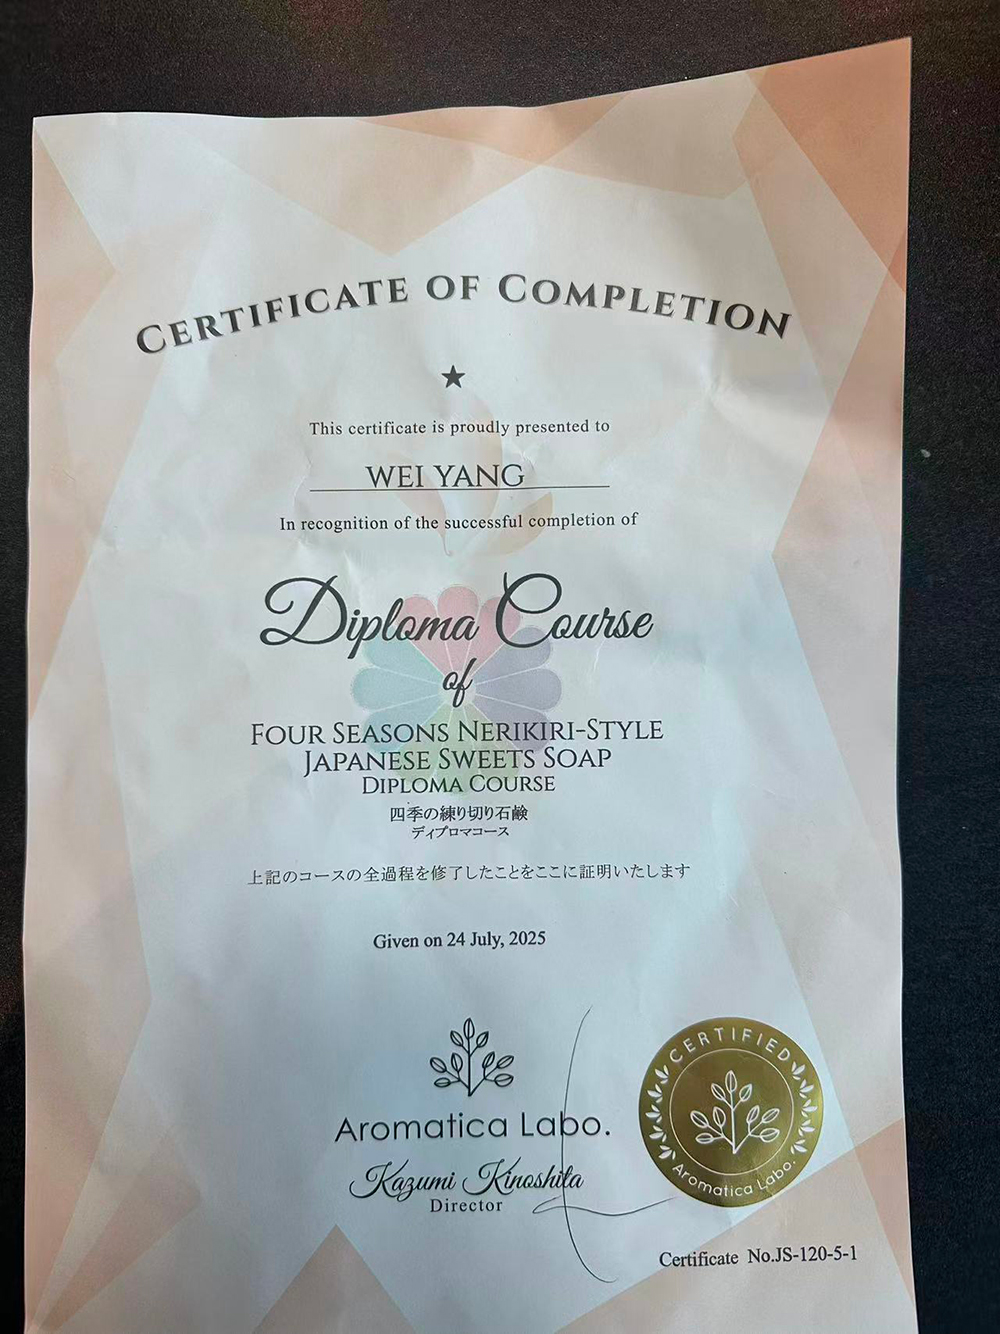 CERTIFICATE OF COMPLETION
This certificate is proudly presented to
WEI YANG
In recognition of the successful completion of
Diploma Course
of
FOUR SEASONS NERIKIRI-STYLE
JAPANESE SWEETS SOAP
DIPLOMA COURSE
四季の練り切り石鹸
ディプロマコース
上記のコースの全過程を修了したことをここに証明いたします
Given on 24 July, 2025
Aromatica Labo.
Kazumi Kinoshita
Director
CERTIFIED
Aromatica Labo.
Certificate No.JS-120-5-1